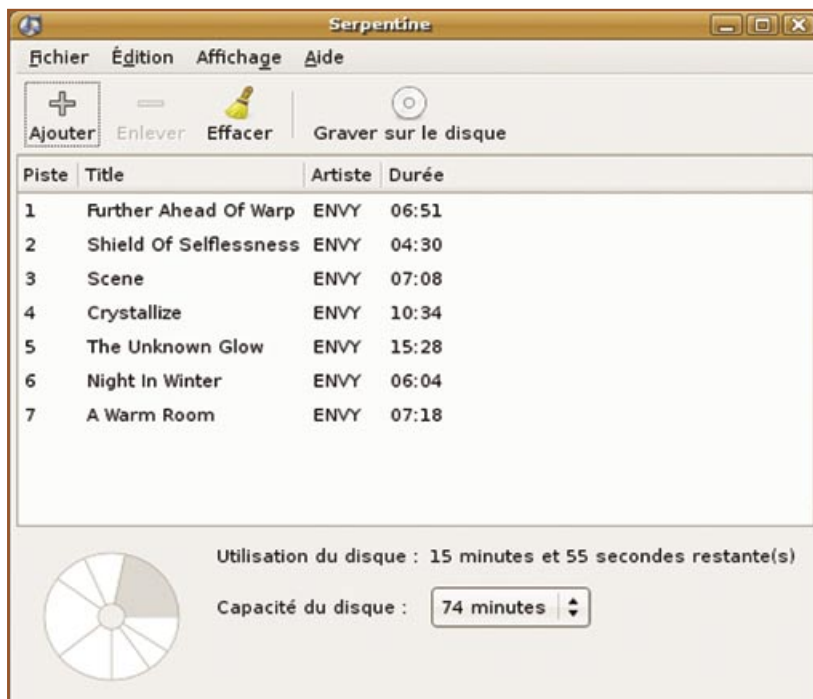 Serpentine
Fichier Édition Affichage Aide
Ajouter Enlever Effacer Graver sur le disque
Piste Title Artiste Durée
1 Further Ahead Of Warp ENVY 06:51
2 Shield Of Selflessness ENVY 04:30
3 Scene ENVY 07:08
4 Crystallize ENVY 10:34
5 The Unknown Glow ENVY 15:28
6 Night In Winter ENVY 06:04
7 A Warm Room ENVY 07:18
Utilisation du disque : 15 minutes et 55 secondes restante(s)
Capacité du disque : 74 minutes